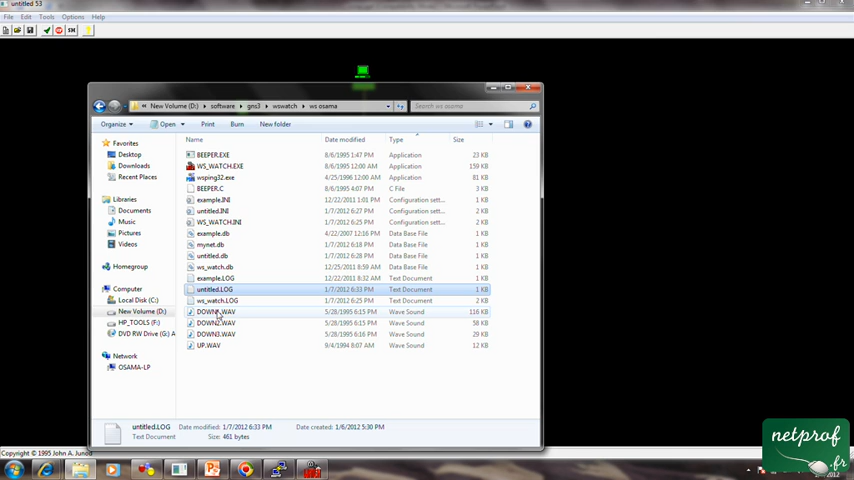 untitled 53
File Edit Tools Options Help
New Volume (D:) software gns3 wswatch ws osama Search ws osama
Organize Open Print Burn New folder
Name Date modified Type Size
Favorites
Desktop
Downloads
Recent Places
Libraries
Documents
Music
Pictures
Videos
Homegroup
Computer
Local Disk (C:)
New Volume (D:)
HP_TOOLS (F:)
DVD RW Drive (G:) A
Network
OSAMA-LP
BEEPER.EXE 8/6/1995 1:47 PM Application 23 KB
WS_WATCH.EXE 8/6/1995 12:00 AM Application 159 KB
wsping32.exe 4/25/1996 12:00 AM Application 81 KB
BEEPER.C 8/6/1995 4:07 PM C File 3 KB
example.INI 12/22/2011 1:01 PM Configuration sett... 1 KB
untitled.INI 1/7/2012 6:27 PM Configuration sett... 1 KB
WS_WATCH.INI 1/7/2012 6:25 PM Configuration sett... 1 KB
example.db 4/22/2007 12:16 PM Data Base File 1 KB
mynet.db 1/7/2012 6:18 PM Data Base File 1 KB
untitled.db 1/7/2012 6:28 PM Data Base File 1 KB
ws_watch.db 12/25/2011 8:59 AM Data Base File 1 KB
example.LOG 12/22/2011 8:32 AM Text Document 1 KB
untitled.LOG 1/7/2012 6:33 PM Text Document 1 KB
ws_watch.LOG 1/7/2012 6:25 PM Text Document 2 KB
DOWN1.WAV 5/28/1995 6:15 PM Wave Sound 116 KB
DOWN2.WAV 5/28/1995 6:15 PM Wave Sound 58 KB
DOWN3.WAV 5/28/1995 6:16 PM Wave Sound 29 KB
UP.WAV 9/4/1994 8:07 AM Wave Sound 12 KB
untitled.LOG Date modified: 1/7/2012 6:33 PM Date created: 1/6/2012 5:30 PM
Text Document Size: 461 bytes
Copyright © 1995 John A. Junod
netprof
.fr